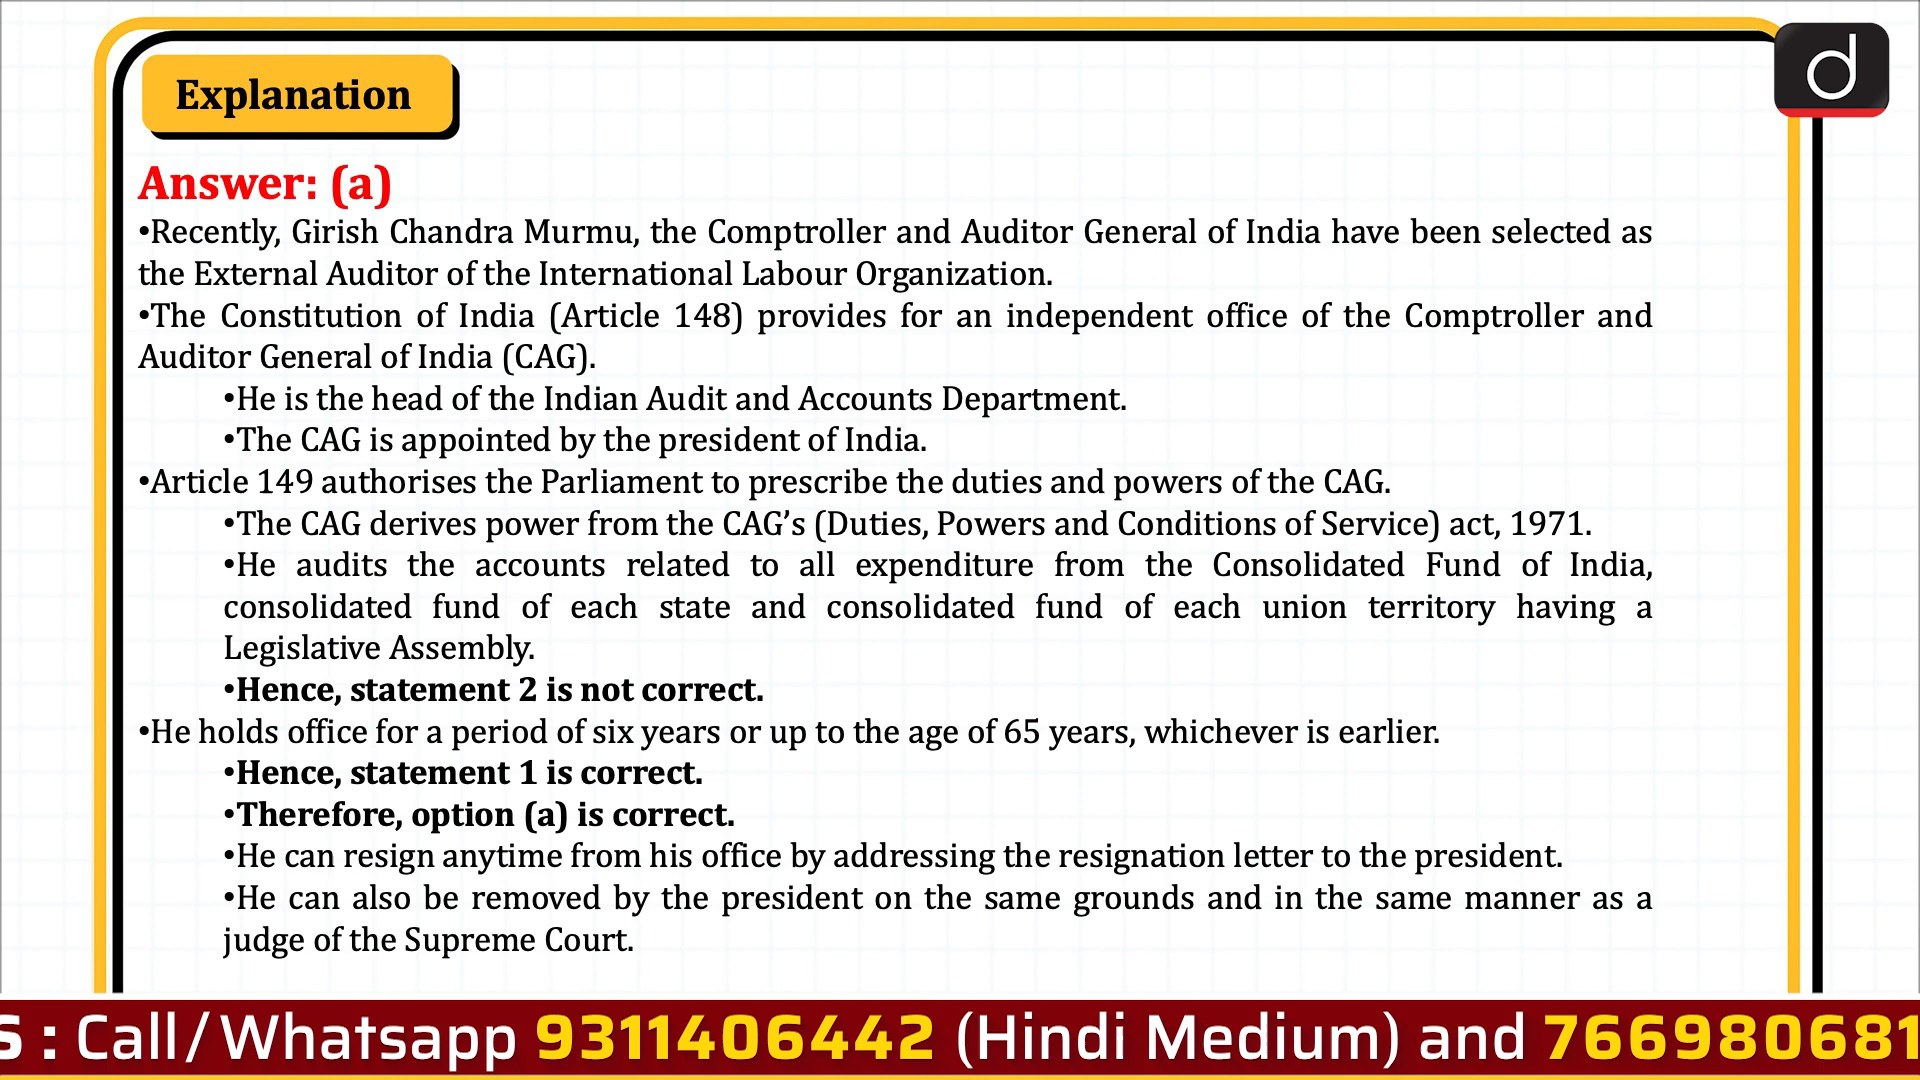 Explanation
d
Answer: (a)
•Recently, Girish Chandra Murmu, the Comptroller and Auditor General of India have been selected as
the External Auditor of the International Labour Organization.
•The Constitution of India (Article 148) provides for an independent office of the Comptroller and
Auditor General of India (CAG).
•He is the head of the Indian Audit and Accounts Department.
•The CAG is appointed by the president of India.
•Article 149 authorises the Parliament to prescribe the duties and powers of the CAG.
•The CAG derives power from the CAG’s (Duties, Powers and Conditions of Service) act, 1971.
•He audits the accounts related to all expenditure from the Consolidated Fund of India,
consolidated fund of each state and consolidated fund of each union territory having a
Legislative Assembly.
•Hence, statement 2 is not correct.
•He holds office for a period of six years or up to the age of 65 years, whichever is earlier.
•Hence, statement 1 is correct.
•Therefore, option (a) is correct.
•He can resign anytime from his office by addressing the resignation letter to the president.
•He can also be removed by the president on the same grounds and in the same manner as a
judge of the Supreme Court.
S : Call/Whatsapp 9311406442 (Hindi Medium) and 766980681